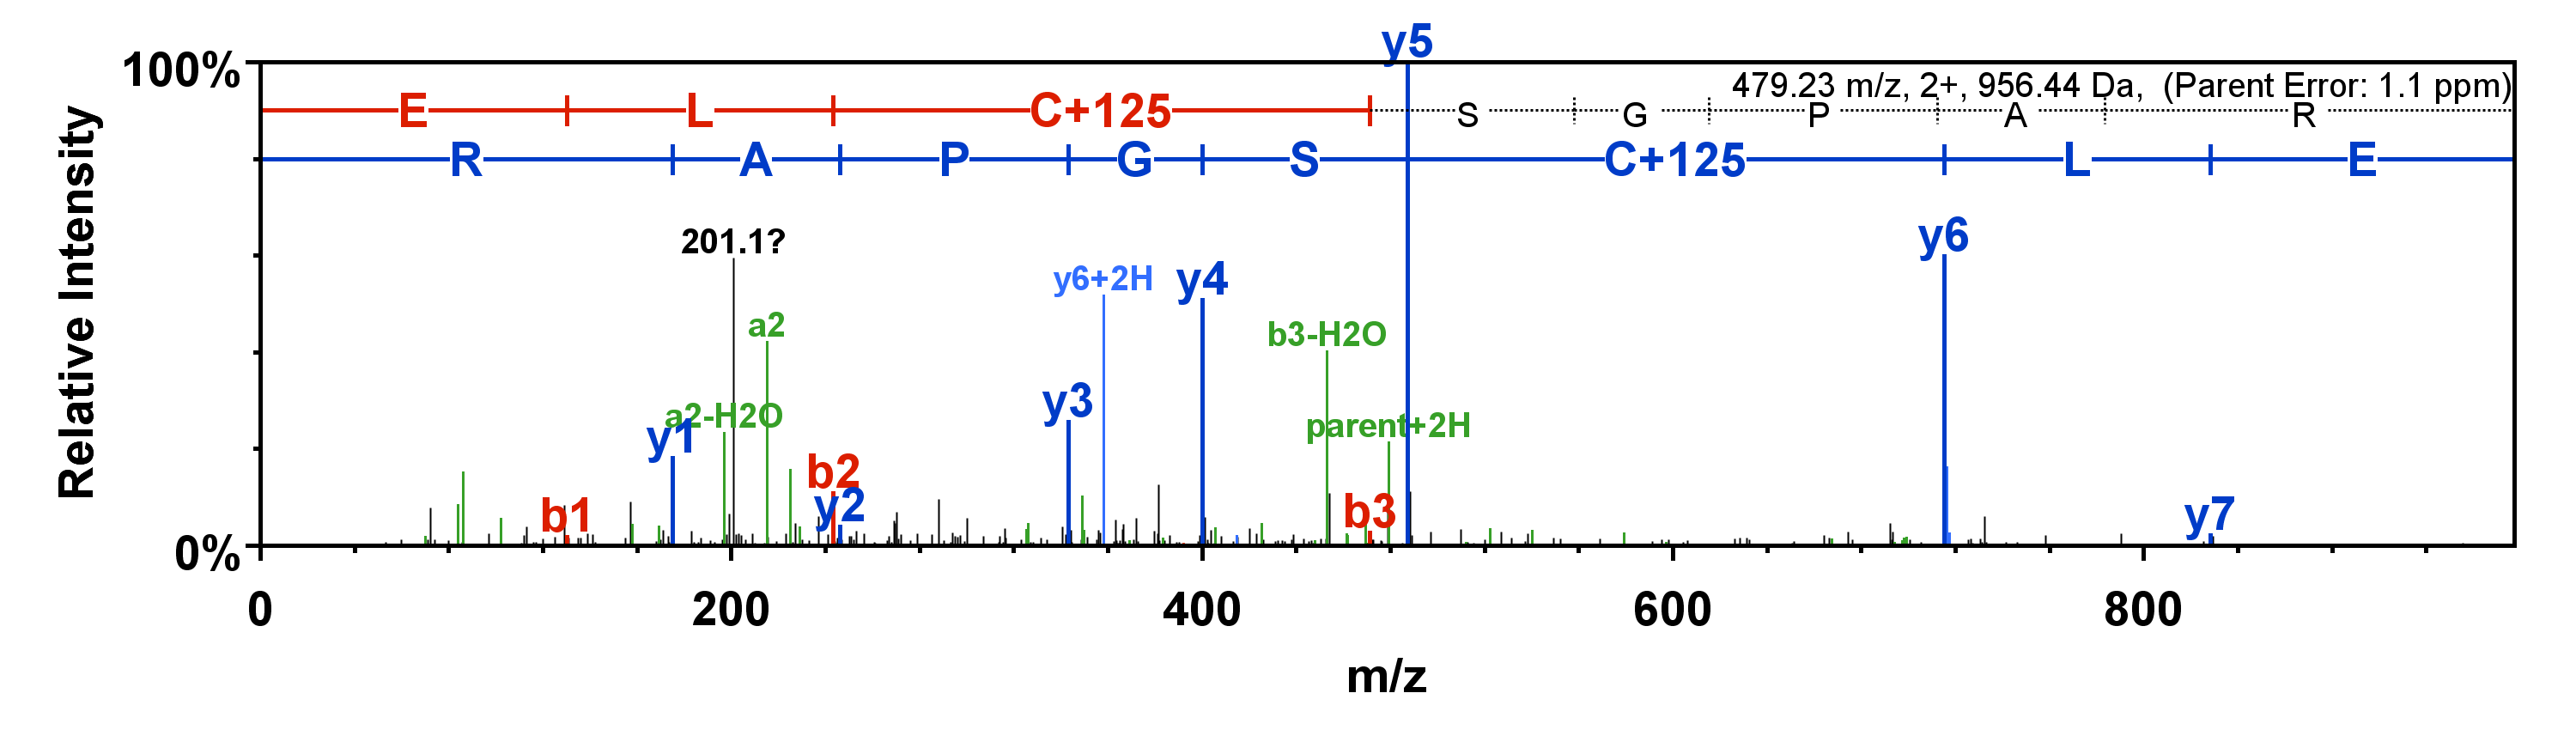 y5
100%
479.23 m/z, 2+, 956.44 Da, (Parent Error: 1.1 ppm)
E L C+125 S G P A R
R A P G S C+125 L E
Relative Intensity
201.1?
y6
y6+2H
y4
a2
b3-H2O
y3
a2-H2O
parent+2H
y1
b2
y2
b1
b3
y7
0%
0 200 400 600 800
m/z